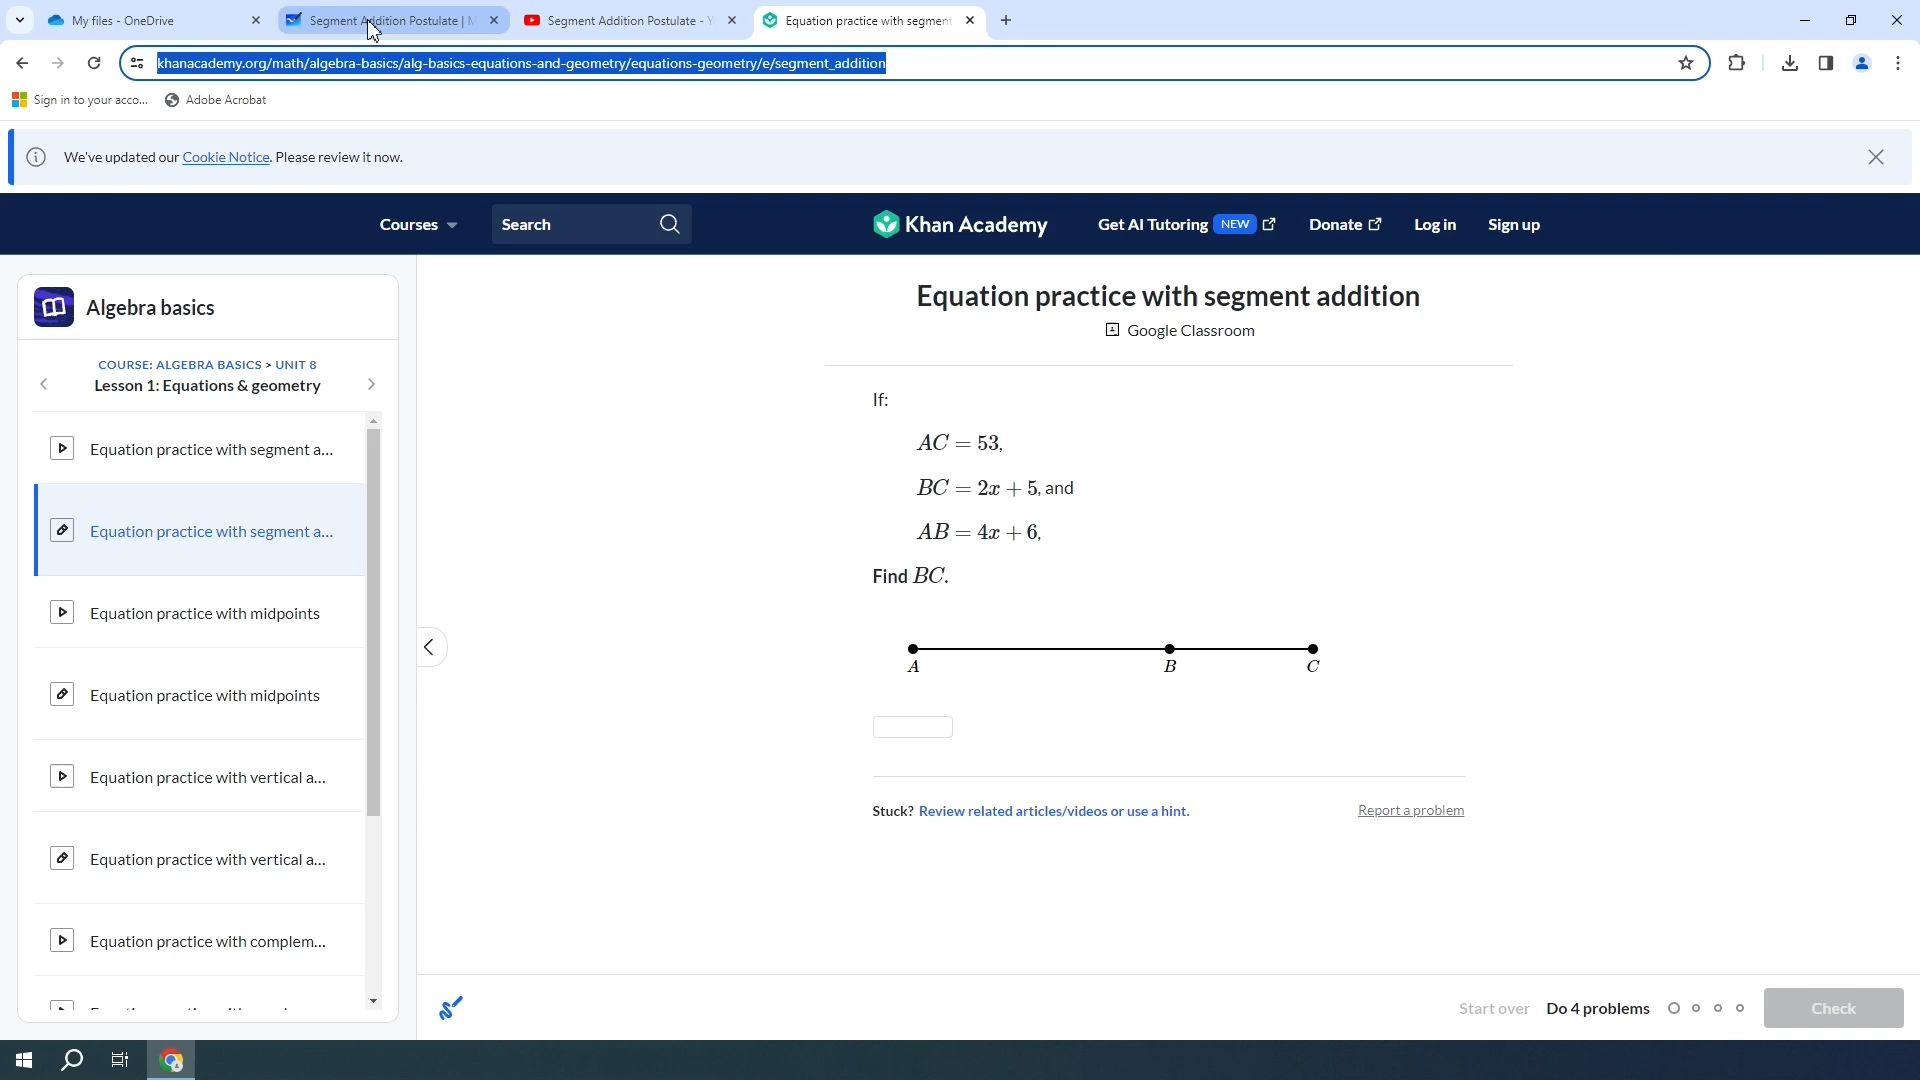 My files - OneDrive
Segment Addition Postulate | M
Segment Addition Postulate - Y
Equation practice with segment
khanacademy.org/math/algebra-basics/alg-basics-equations-and-geometry/equations-geometry/e/segment_addition
Sign in to your acco...
Adobe Acrobat
We've updated our Cookie Notice. Please review it now.
Courses
Search
Khan Academy
Get AI Tutoring NEW
Donate
Log in
Sign up
Algebra basics
COURSE: ALGEBRA BASICS > UNIT 8
Lesson 1: Equations & geometry
Equation practice with segment a...
Equation practice with segment a...
Equation practice with midpoints
Equation practice with midpoints
Equation practice with vertical a...
Equation practice with vertical a...
Equation practice with complem...
Equation practice with segment addition
Google Classroom
If:
AC = 53,
BC = 2x + 5, and
AB = 4x + 6,
Find BC.
A B C
Stuck? Review related articles/videos or use a hint.
Report a problem
Start over
Do 4 problems
Check